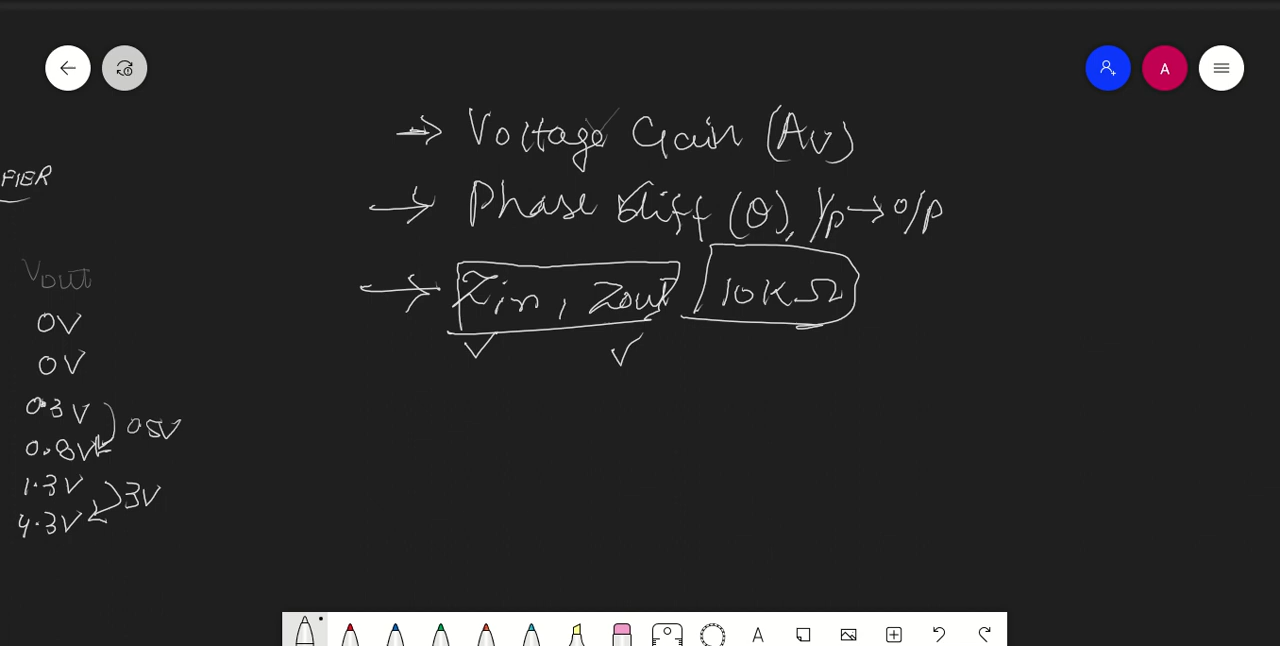 A
→ Voltage Gain (Av)
FIER
→ Phase diff (θ), I/p → O/p
→ Zin, Zout 10KΩ
Vout
0V
0V
0.3V
0.5V
0.8V
1.3V
3V
4.3V
A